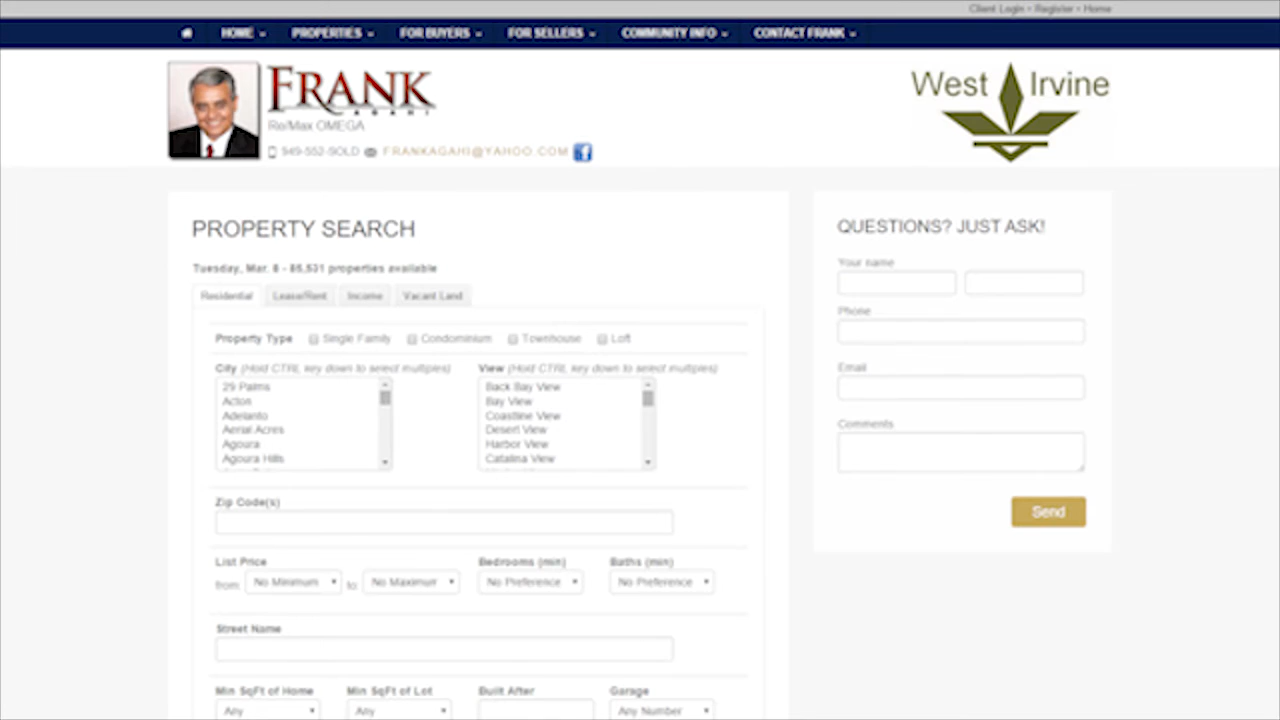 Client Login • Register • Home
HOME PROPERTIES FOR BUYERS FOR SELLERS COMMUNITY INFO CONTACT FRANK
FRANK
AGAHI
Re/Max OMEGA
949-552-SOLD FRANKAGAHI@YAHOO.COM
West Irvine
PROPERTY SEARCH
Tuesday, Mar. 8 - 85,531 properties available
Residential Lease/Rent Income Vacant Land
Property Type Single Family Condominium Townhouse Loft
City (Hold CTRL key down to select multiples)
29 Palms
Acton
Adelanto
Aerial Acres
Agoura
Agoura Hills
View (Hold CTRL key down to select multiples)
Back Bay View
Bay View
Coastline View
Desert View
Harbor View
Catalina View
Zip Code(s)
List Price
from: No Minimum to: No Maximum
Bedrooms (min)
No Preference
Baths (min)
No Preference
Street Name
Min SqFt of Home
Any
Min SqFt of Lot
Any
Built After
Garage
Any Number
QUESTIONS? JUST ASK!
Your name
Phone
Email
Comments
Send